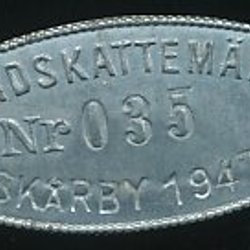 DSKATTEMÄ
Nr 035
SKÄRBY 194